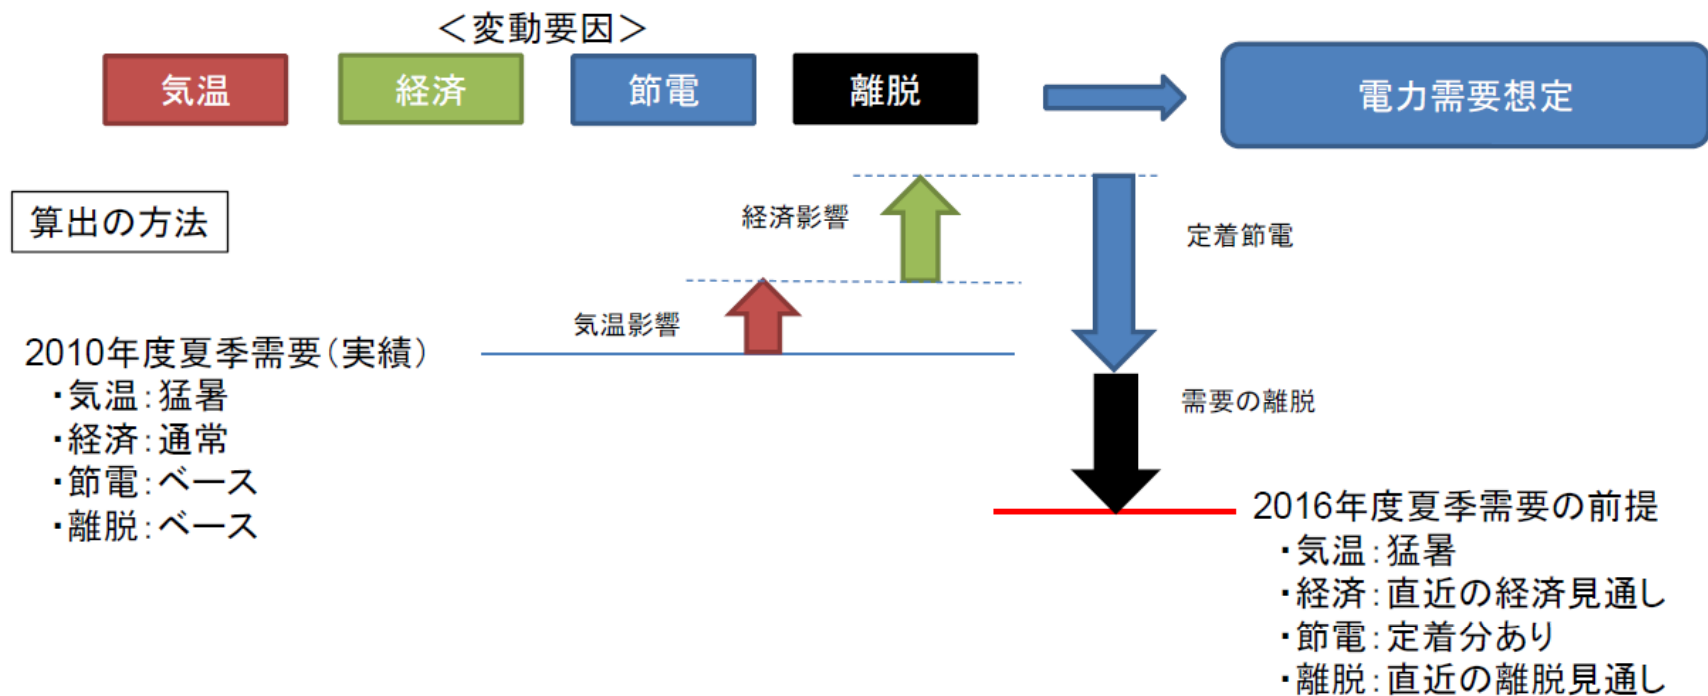 ＜変動要因＞
気温
経済
節電
離脱
電力需要想定
算出の方法
経済影響
定着節電
気温影響
2010年度夏季需要（実績）
・気温：猛暑
・経済：通常
・節電：ベース
・離脱：ベース
需要の離脱
2016年度夏季需要の前提
・気温：猛暑
・経済：直近の経済見通し
・節電：定着分あり
・離脱：直近の離脱見通し